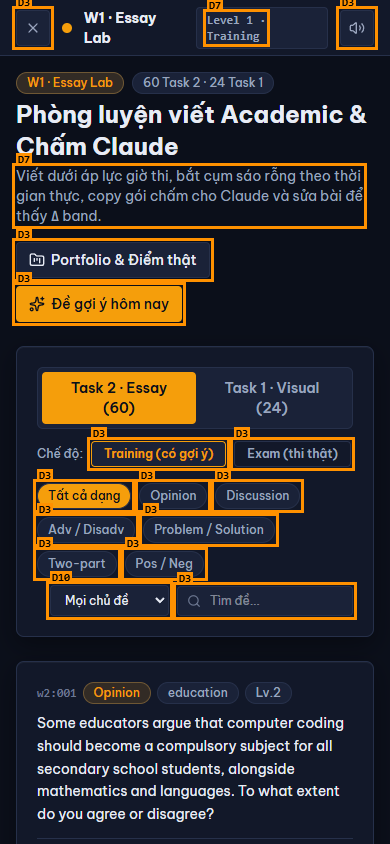 D3
D3
D3
W1 · Essay
Lab
Level 1 ·
Training
W1 · Essay Lab
60 Task 2 · 24 Task 1
Phòng luyện viết Academic &
Chấm Claude
D7
Viết dưới áp lực giờ thi, bắt cụm sáo rỗng theo thời
gian thực, copy gói chấm cho Claude và sửa bài để
thấy Δ band.
D3
Portfolio & Điểm thật
D3
Đề gợi ý hôm nay
Task 2 · Essay
(60)
Task 1 · Visual
(24)
D3
D3
Chế độ:
Training (có gợi ý)
Exam (thi thật)
D3
D3
D3
Tất cả dạng
Opinion
Discussion
D3
D3
Adv / Disadv
Problem / Solution
D3
D3
Two-part
Pos / Neg
D10
D3
Mọi chủ đề
Tìm đề...
w2:001
Opinion
education
Lv.2
Some educators argue that computer coding
should become a compulsory subject for all
secondary school students, alongside
mathematics and languages. To what extent
do you agree or disagree?